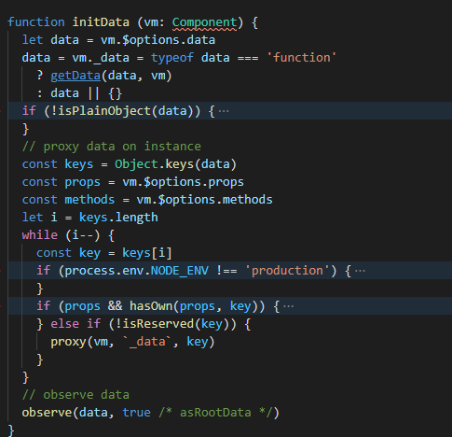 function initData (vm: Component) {
let data = vm.$options.data
data = vm._data = typeof data === 'function'
? getData(data, vm)
: data || {}
if (!isPlainObject(data)) { ···
}
// proxy data on instance
const keys = Object.keys(data)
const props = vm.$options.props
const methods = vm.$options.methods
let i = keys.length
while (i--) {
const key = keys[i]
if (process.env.NODE_ENV !== 'production') { ···
}
if (props && hasOwn(props, key)) { ···
} else if (!isReserved(key)) {
proxy(vm, `_data`, key)
}
}
// observe data
observe(data, true /* asRootData */)
}